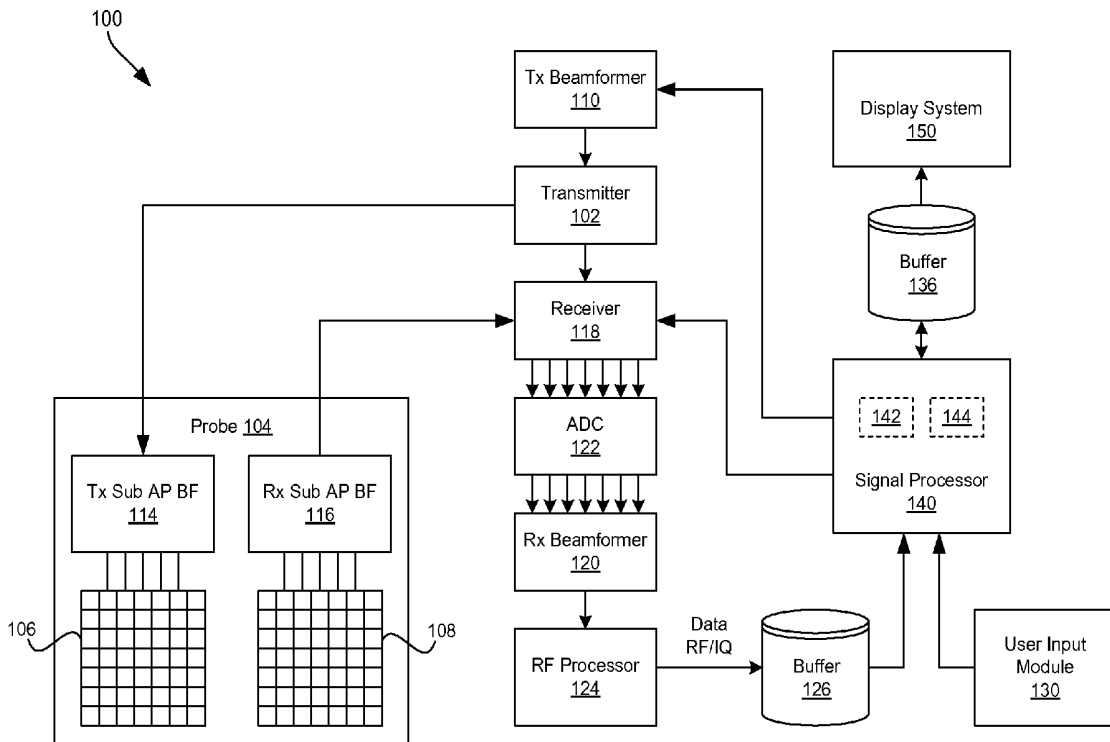 100
Tx Beamformer
110
Display System
150
Transmitter
102
Buffer
136
Receiver
118
Probe 104
ADC
122
142
144
Signal Processor
140
Tx Sub AP BF
114
Rx Sub AP BF
116
Rx Beamformer
120
106
108
RF Processor
124
Data
RF/IQ
Buffer
126
User Input
Module
130